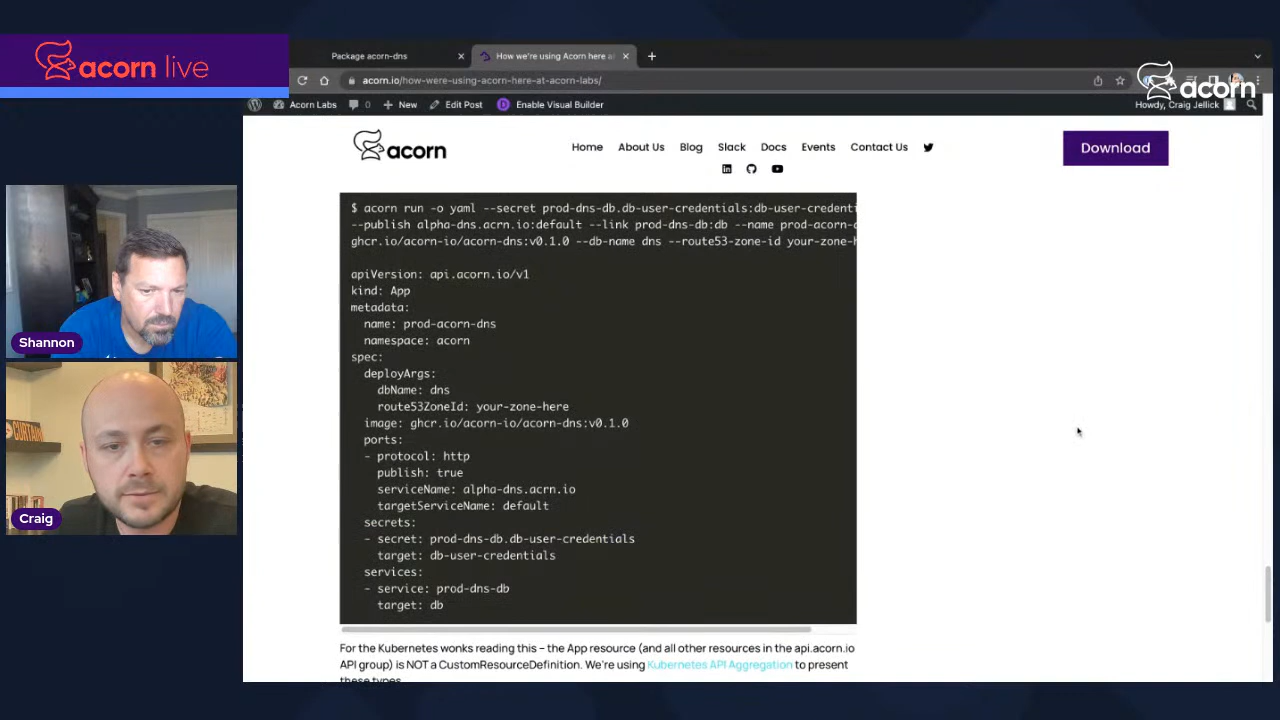 acorn live
Package acorn-dns
How we're using Acorn here at
acorn.io/how-were-using-acorn-here-at-acorn-labs/
acorn
Acorn Labs
0
New
Edit Post
Enable Visual Builder
Howdy, Craig Jellick
acorn
Home
About Us
Blog
Slack
Docs
Events
Contact Us
Download
$ acorn run -o yaml --secret prod-dns-db.db-user-credentials:db-user-credenti
--publish alpha-dns.acrn.io:default --link prod-dns-db:db --name prod-acorn-
ghcr.io/acorn-io/acorn-dns:v0.1.0 --db-name dns --route53-zone-id your-zone-h
apiVersion: api.acorn.io/v1
kind: App
metadata:
name: prod-acorn-dns
namespace: acorn
spec:
deployArgs:
dbName: dns
route53ZoneId: your-zone-here
image: ghcr.io/acorn-io/acorn-dns:v0.1.0
ports:
- protocol: http
publish: true
serviceName: alpha-dns.acrn.io
targetServiceName: default
secrets:
- secret: prod-dns-db.db-user-credentials
target: db-user-credentials
services:
- service: prod-dns-db
target: db
For the Kubernetes wonks reading this – the App resource (and all other resources in the api.acorn.io
API group) is NOT a CustomResourceDefinition. We're using Kubernetes API Aggregation to present
these types.
Shannon
CURTAIN
Craig